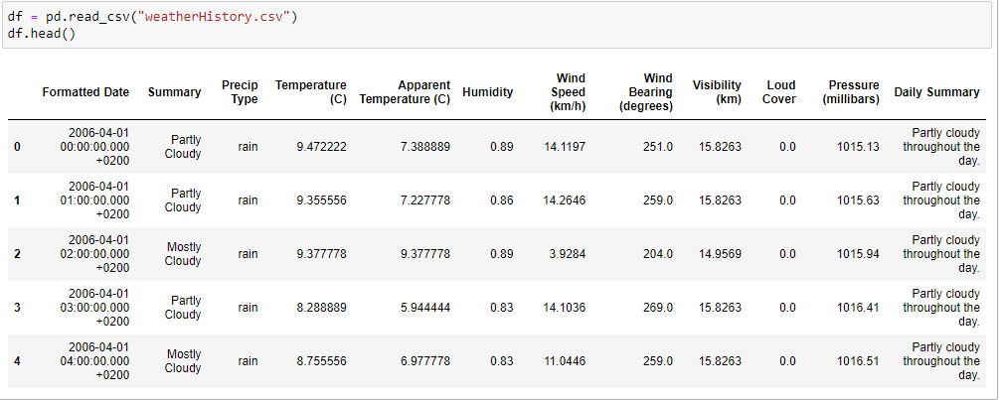 df = pd.read_csv("weatherHistory.csv")
df.head()
Formatted Date Summary Precip Type Temperature (C) Apparent Temperature (C) Humidity Wind Speed (km/h) Wind Bearing (degrees) Visibility (km) Loud Cover Pressure (millibars) Daily Summary
0 2006-04-01 00:00:00.000 +0200 Partly Cloudy rain 9.472222 7.388889 0.89 14.1197 251.0 15.8263 0.0 1015.13 Partly cloudy throughout the day.
1 2006-04-01 01:00:00.000 +0200 Partly Cloudy rain 9.355556 7.227778 0.86 14.2646 259.0 15.8263 0.0 1015.63 Partly cloudy throughout the day.
2 2006-04-01 02:00:00.000 +0200 Mostly Cloudy rain 9.377778 9.377778 0.89 3.9284 204.0 14.9569 0.0 1015.94 Partly cloudy throughout the day.
3 2006-04-01 03:00:00.000 +0200 Partly Cloudy rain 8.288889 5.944444 0.83 14.1036 269.0 15.8263 0.0 1016.41 Partly cloudy throughout the day.
4 2006-04-01 04:00:00.000 +0200 Mostly Cloudy rain 8.755556 6.977778 0.83 11.0446 259.0 15.8263 0.0 1016.51 Partly cloudy throughout the day.